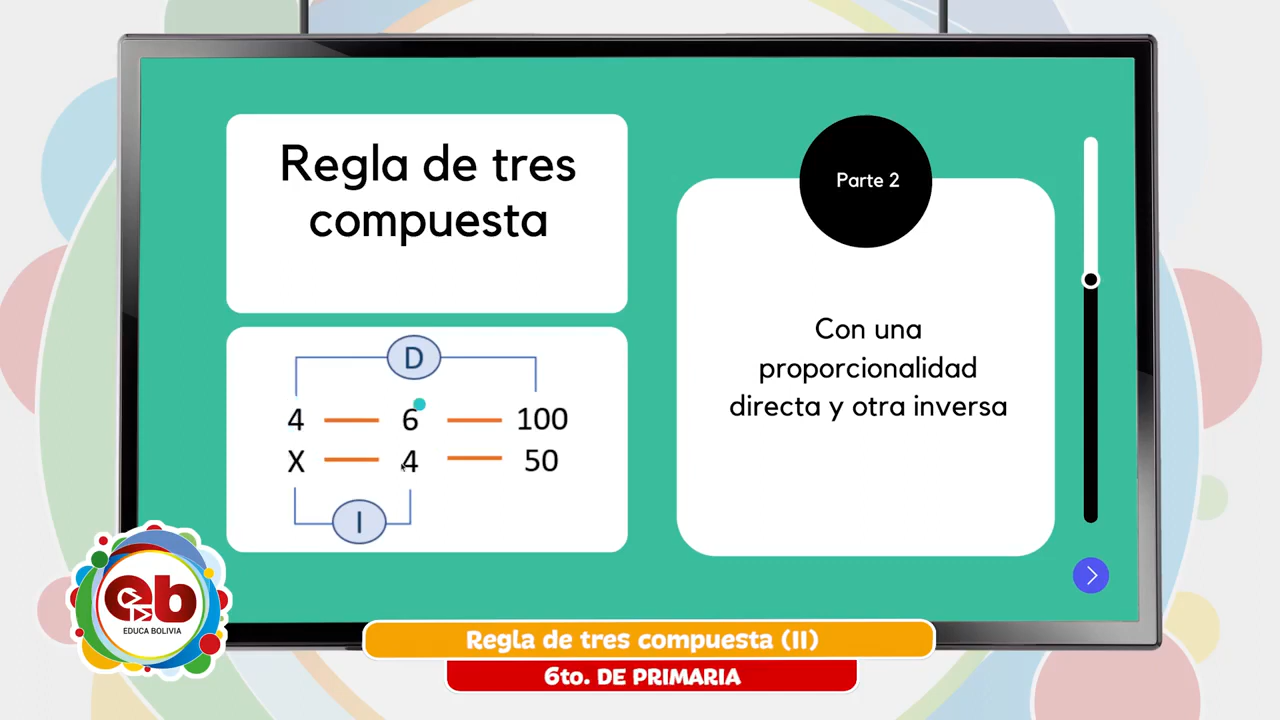 Regla de tres
compuesta
Parte 2
Con una
proporcionalidad
directa y otra inversa
D
4 — 6 — 100
X — 4 — 50
I
eb
EDUCA BOLIVIA
Regla de tres compuesta (II)
6to. DE PRIMARIA